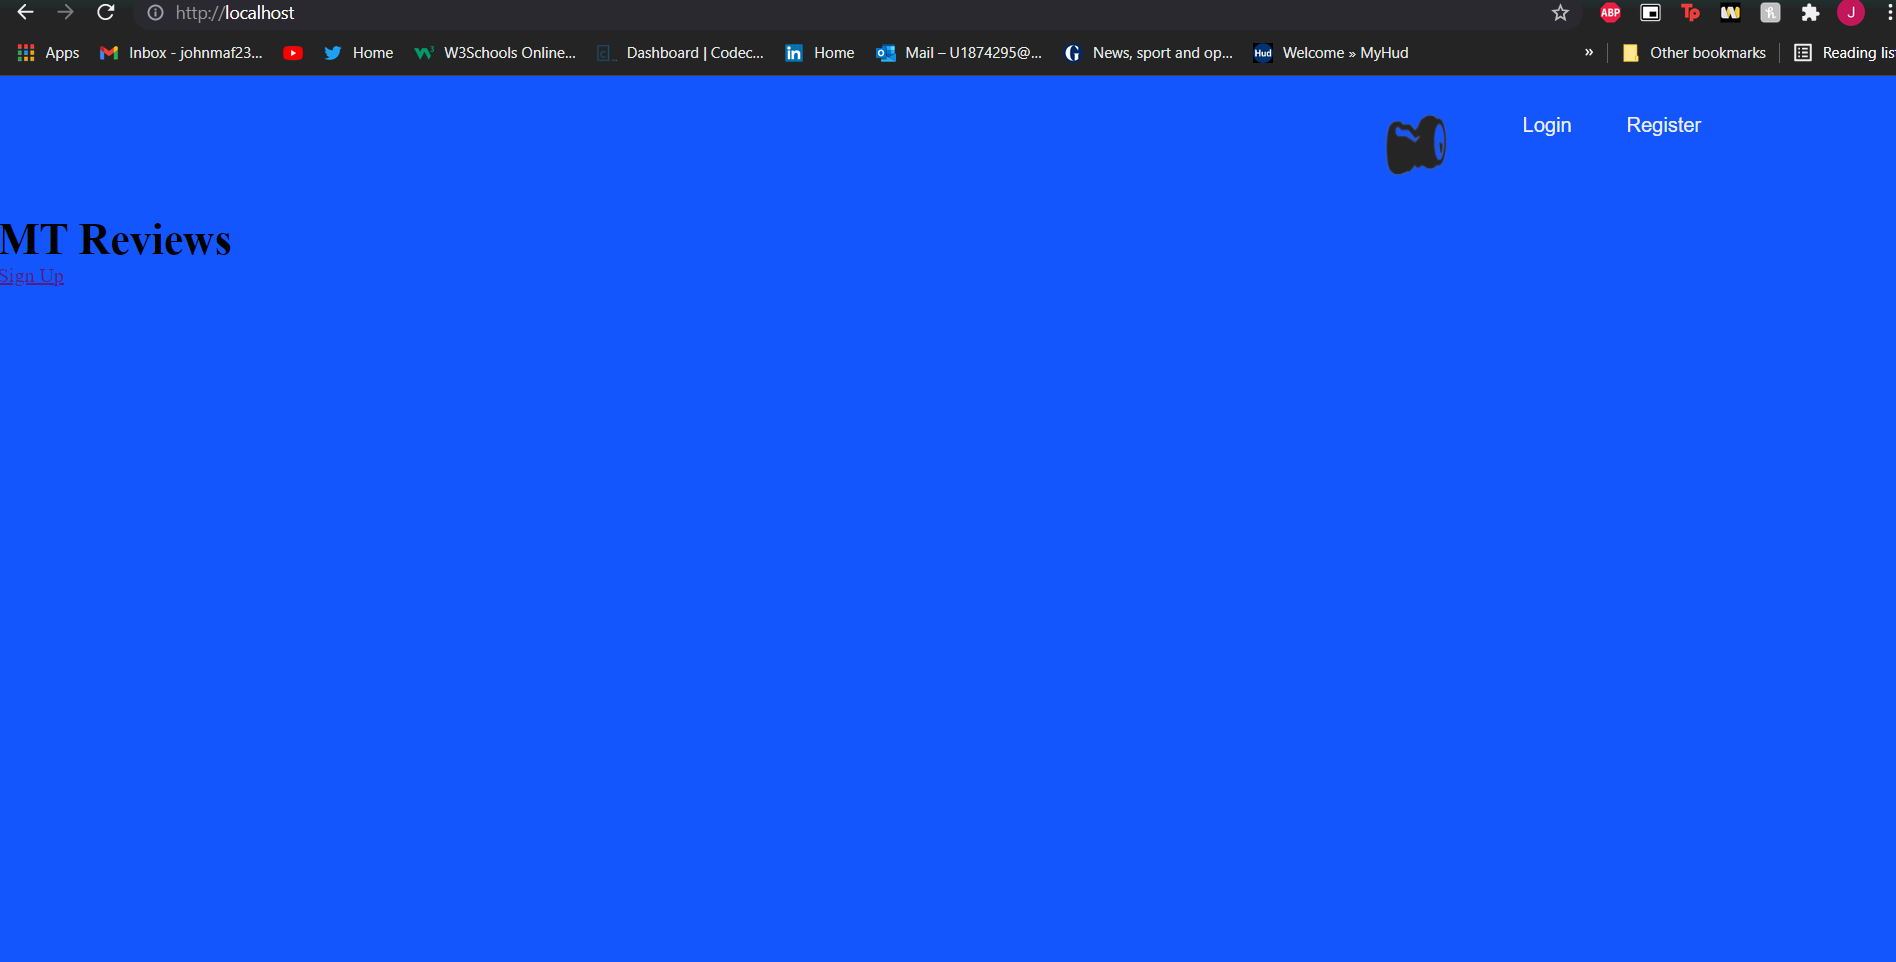 http://localhost ABP Tp W h J
Apps Inbox - johnmaf23... Home W3Schools Online... Dashboard | Codec... in Home Mail – U1874295@... G News, sport and op... Hud Welcome » MyHud » Other bookmarks Reading lis
Login Register
MT Reviews
Sign Up